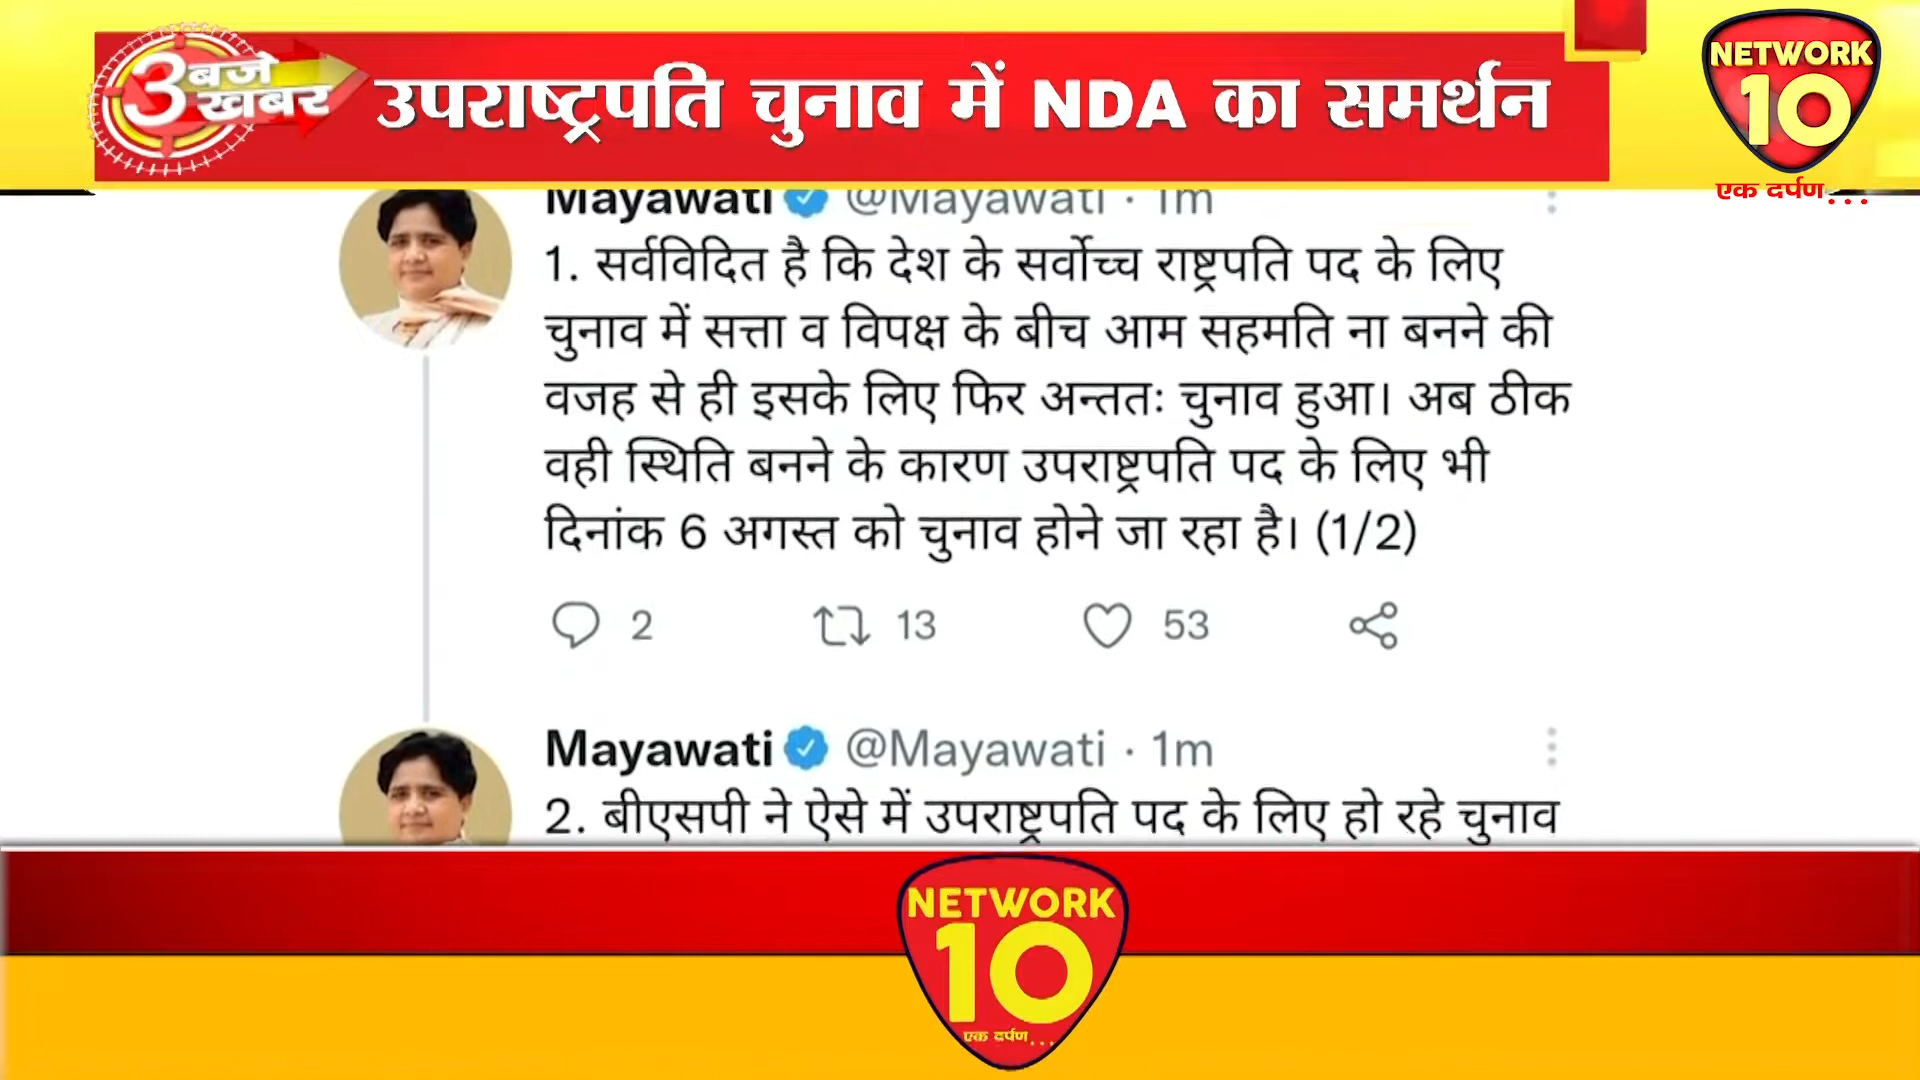 3 बजे खबर
उपराष्ट्रपति चुनाव में NDA का समर्थन
NETWORK
10
एक दर्पण...
Mayawati @Mayawati · 1m
1. सर्वविदित है कि देश के सर्वोच्च राष्ट्रपति पद के लिए
चुनाव में सत्ता व विपक्ष के बीच आम सहमति ना बनने की
वजह से ही इसके लिए फिर अन्ततः चुनाव हुआ। अब ठीक
वही स्थिति बनने के कारण उपराष्ट्रपति पद के लिए भी
दिनांक 6 अगस्त को चुनाव होने जा रहा है। (1/2)
2 13 53
Mayawati @Mayawati · 1m
2. बीएसपी ने ऐसे में उपराष्ट्रपति पद के लिए हो रहे चुनाव
NETWORK
10
एक दर्पण...